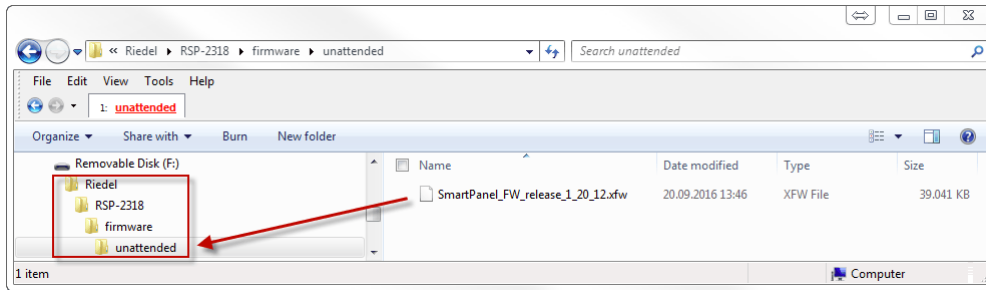 « Riedel ▸ RSP-2318 ▸ firmware ▸ unattended
Search unattended
File Edit View Tools Help
1: unattended
Organize Share with Burn New folder
Removable Disk (F:)
Riedel
RSP-2318
firmware
unattended
Name Date modified Type Size
SmartPanel_FW_release_1_20_12.xfw 20.09.2016 13:46 XFW File 39.041 KB
1 item
Computer